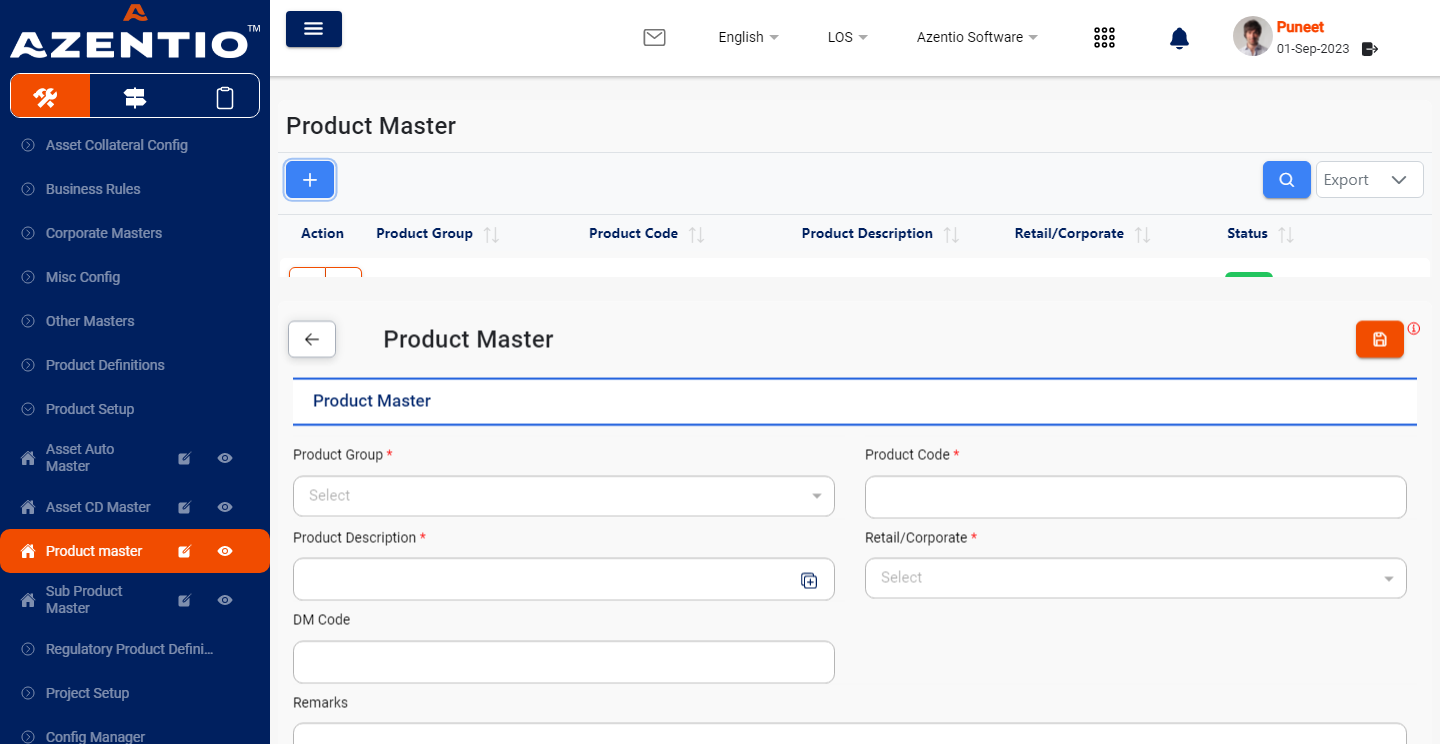 AZENTIO™
English
LOS
Azentio Software
Puneet
01-Sep-2023
Asset Collateral Config
Business Rules
Corporate Masters
Misc Config
Other Masters
Product Definitions
Product Setup
Asset Auto
Master
Asset CD Master
Product master
Sub Product
Master
Regulatory Product Defini...
Project Setup
Config Manager
Product Master
Export
Action Product Group Product Code Product Description Retail/Corporate Status
Product Master
Product Master
Product Group * Product Code *
Select
Product Description * Retail/Corporate *
Select
DM Code
Remarks